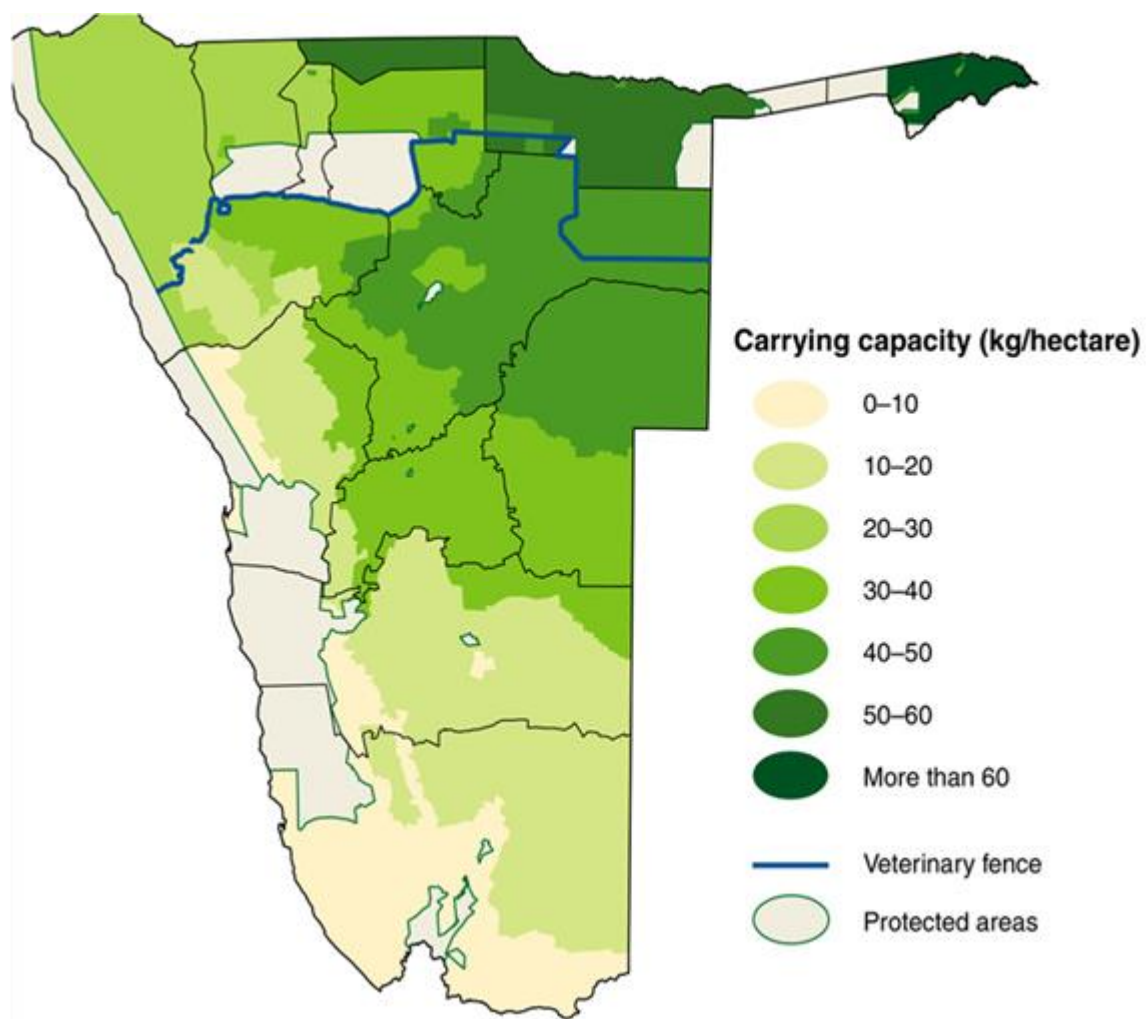 Carrying capacity (kg/hectare)
0–10
10–20
20–30
30–40
40–50
50–60
More than 60
Veterinary fence
Protected areas